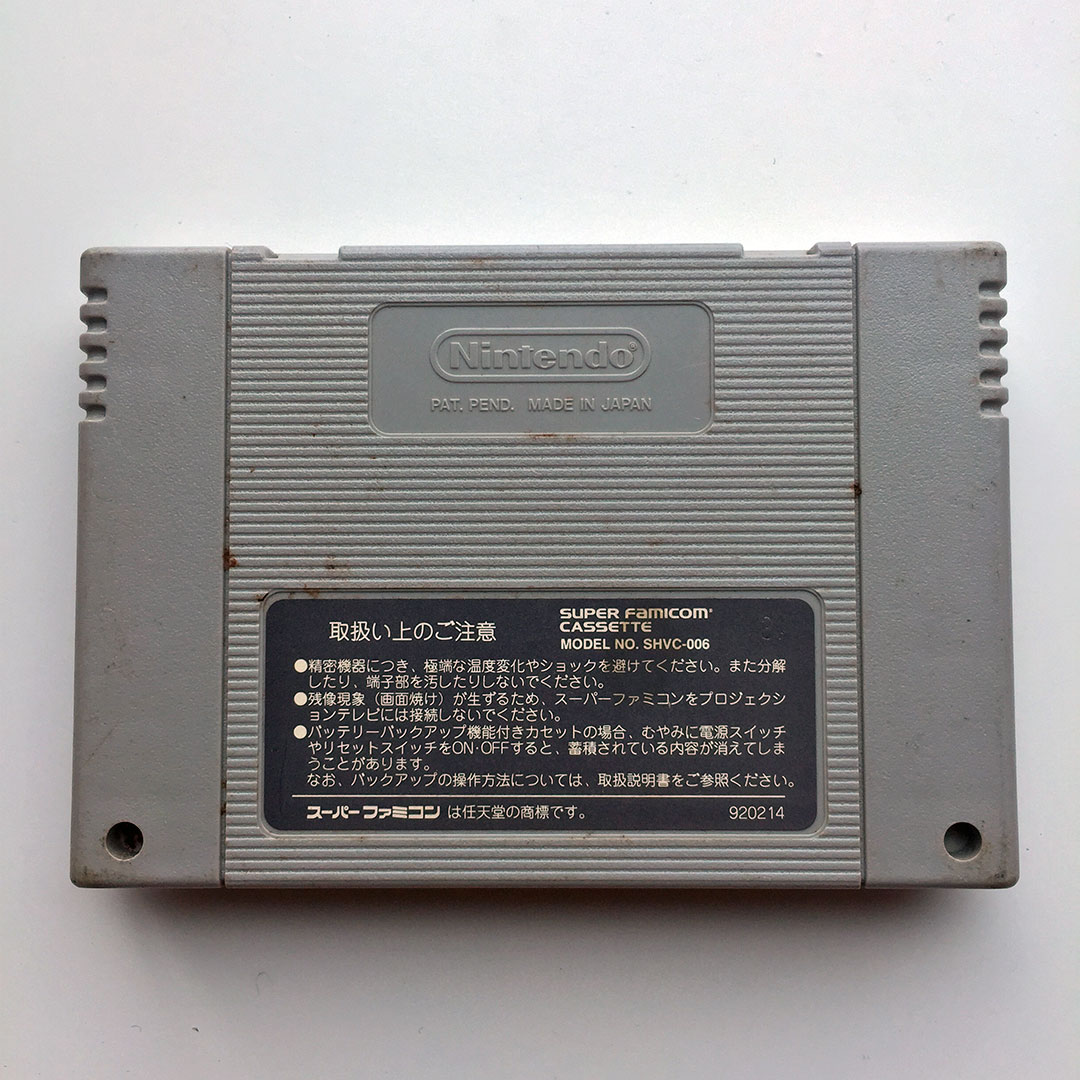 Nintendo®
PAT. PEND. MADE IN JAPAN
取扱い上のご注意
SUPER FAMICOM®
CASSETTE
MODEL NO. SHVC-006
●精密機器につき、極端な温度変化やショックを避けてください。また分解
したり、端子部を汚したりしないでください。
●残像現象（画面焼け）が生ずるため、スーパーファミコンをプロジェクシ
ョンテレビには接続しないでください。
●バッテリーバックアップ機能付きカセットの場合、むやみに電源スイッチ
やリセットスイッチをON・OFFすると、蓄積されている内容が消えてしま
うことがあります。
なお、バックアップの操作方法については、取扱説明書をご参照ください。
スーパーファミコン は任天堂の商標です。
920214